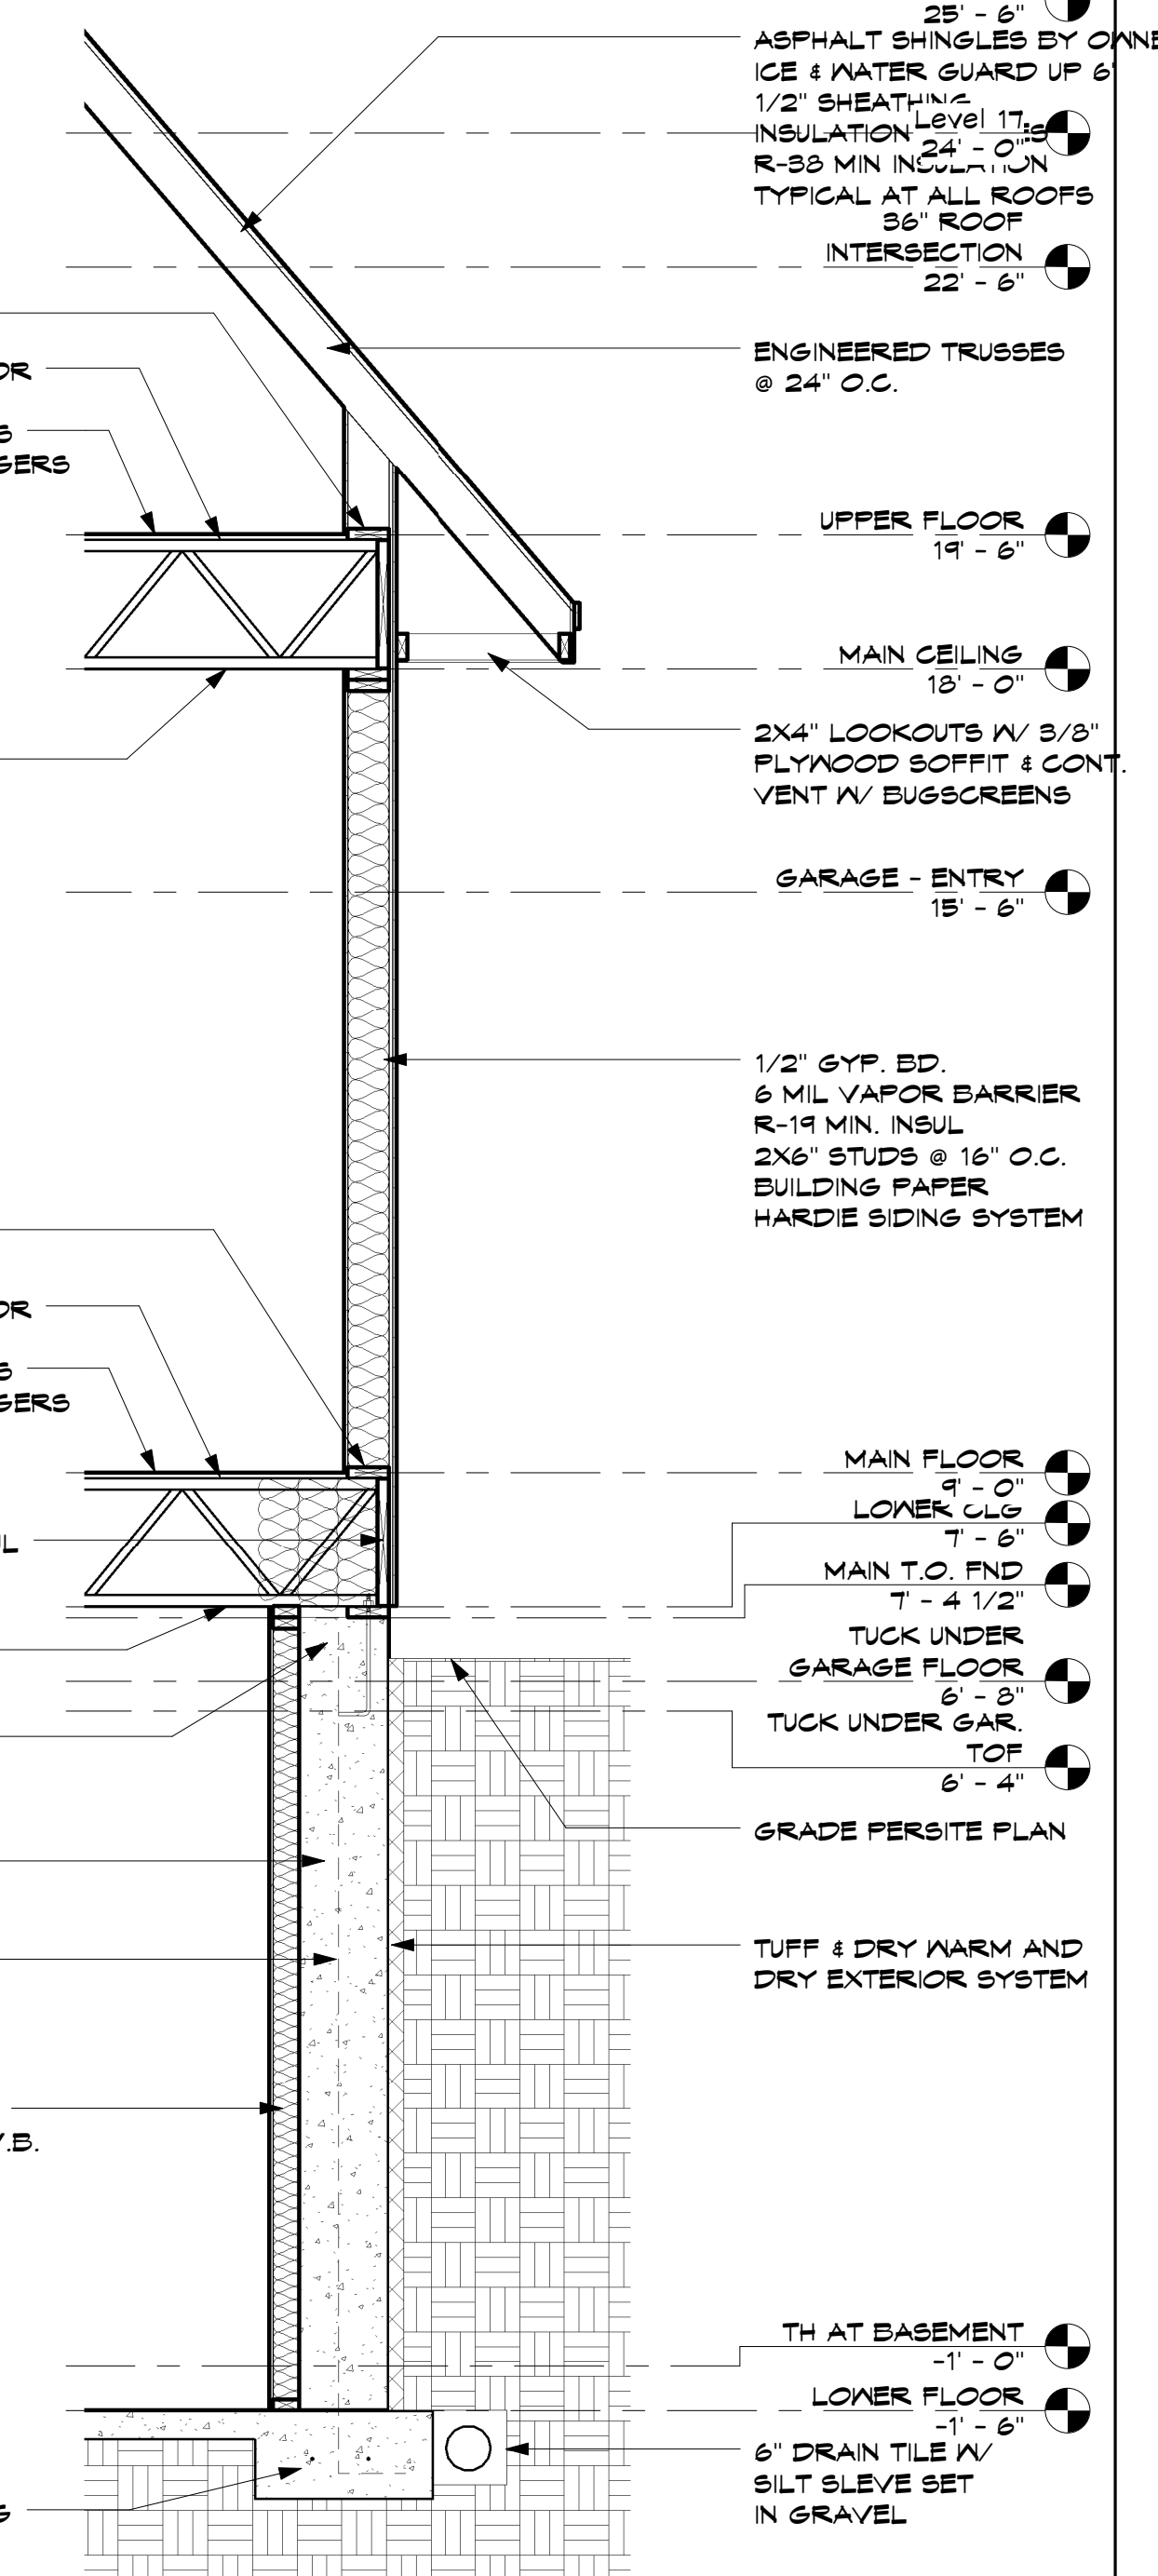 25' - 6"
ASPHALT SHINGLES BY OWNE
ICE & WATER GUARD UP 6'
1/2" SHEATHING
Level 17
INSULATION
24' - 0"
R-38 MIN INSULATION
TYPICAL AT ALL ROOFS
36" ROOF
INTERSECTION
22' - 6"
ENGINEERED TRUSSES
@ 24" O.C.
OR
S
GERS
UPPER FLOOR
19' - 6"
MAIN CEILING
18' - 0"
2X4" LOOKOUTS W/ 3/8"
PLYWOOD SOFFIT & CONT.
VENT W/ BUGSCREENS
GARAGE - ENTRY
15' - 6"
1/2" GYP. BD.
6 MIL VAPOR BARRIER
R-19 MIN. INSUL
2X6" STUDS @ 16" O.C.
BUILDING PAPER
HARDIE SIDING SYSTEM
OR
S
GERS
MAIN FLOOR
9' - 0"
LOWER CLG
7' - 6"
UL
MAIN T.O. FND
7' - 4 1/2"
TUCK UNDER
GARAGE FLOOR
6' - 8"
TUCK UNDER GAR.
TOF
6' - 4"
GRADE PERSITE PLAN
TUFF & DRY WARM AND
DRY EXTERIOR SYSTEM
V.B.
TH AT BASEMENT
-1' - 0"
LOWER FLOOR
-1' - 6"
6" DRAIN TILE W/
SILT SLEVE SET
IN GRAVEL
G